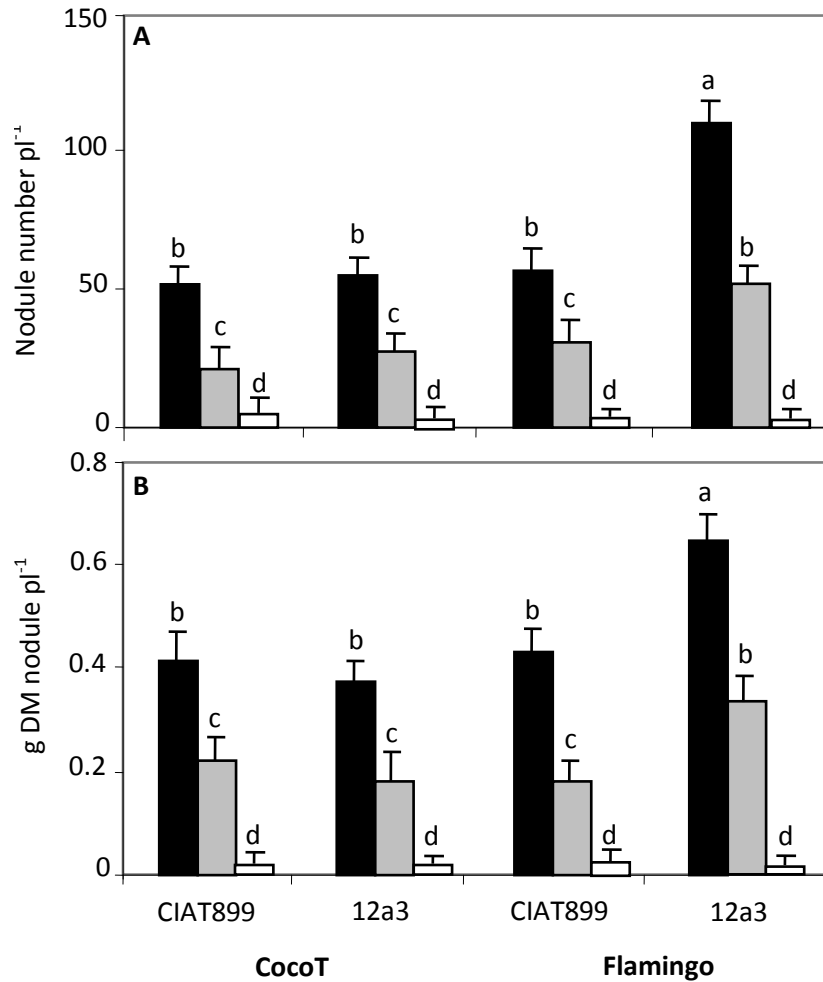 A
Nodule number pl⁻¹
150
100
50
0
a
b b b b
c c c
d d d d
B
g DM nodule pl⁻¹
0.8
0.6
0.4
0.2
0
a
b b b b
c c c
d d d d
CIAT899 12a3 CIAT899 12a3
CocoT Flamingo